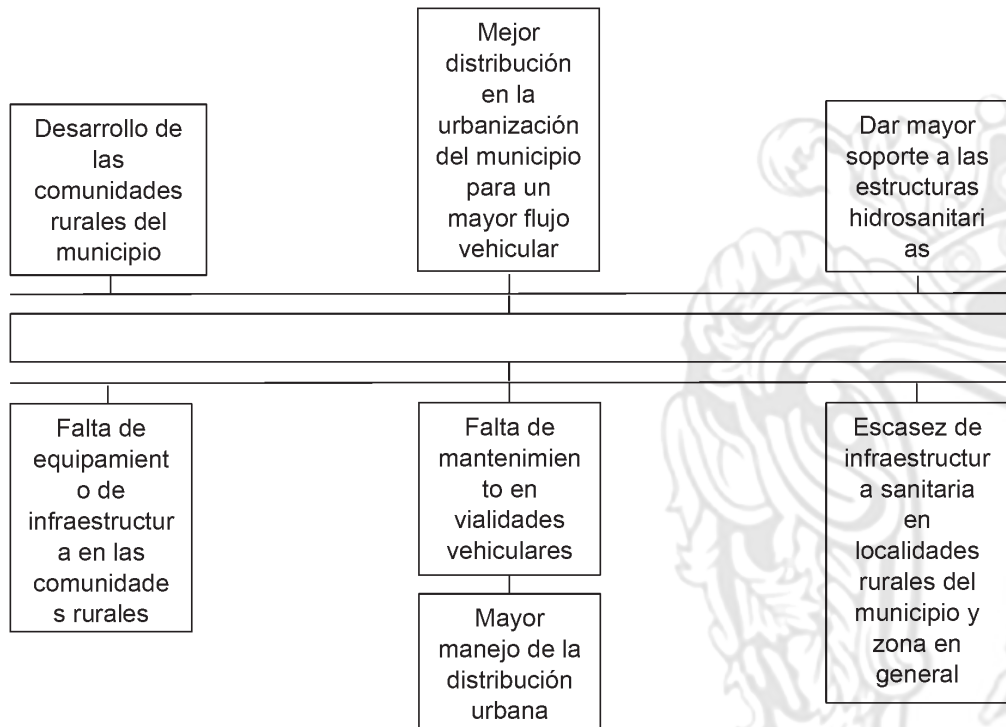 Desarrollo de
las
comunidades
rurales del
municipio
Mejor
distribución
en la
urbanización
del municipio
para un
mayor flujo
vehicular
Dar mayor
soporte a las
estructuras
hidrosanitari
as
Falta de
equipamient
o de
infraestructur
a en las
comunidade
s rurales
Falta de
mantenimien
to en
vialidades
vehiculares
Mayor
manejo de la
distribución
urbana
Escasez de
infraestructur
a sanitaria
en
localidades
rurales del
municipio y
zona en
general